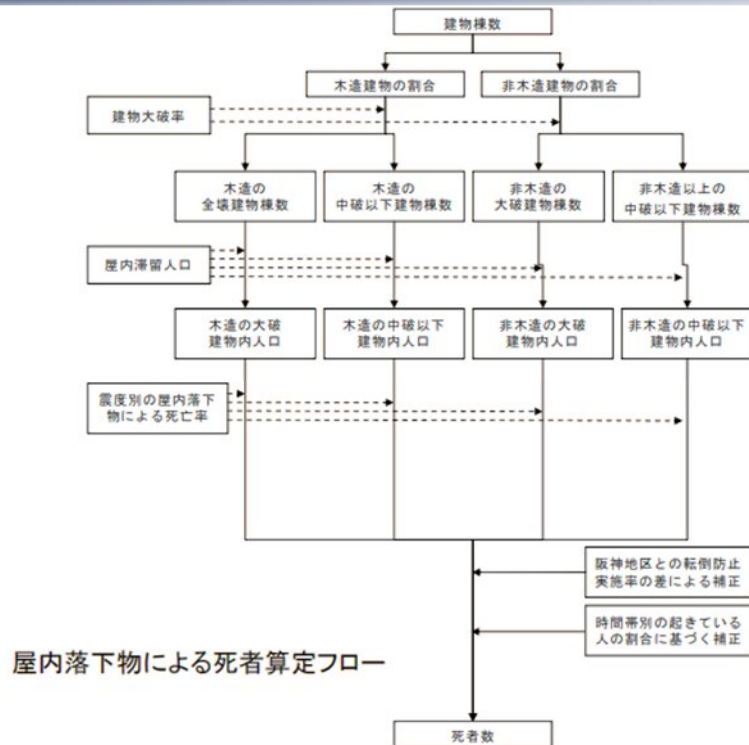 建物棟数
木造建物の割合
非木造建物の割合
建物大破率
木造の
全壊建物棟数
木造の
中破以下建物棟数
非木造の
大破建物棟数
非木造以上の
中破以下建物棟数
屋内滞留人口
木造の大破
建物内人口
木造の中破以下
建物内人口
非木造の大破
建物内人口
非木造の中破以下
建物内人口
震度別の屋内落下
物による死亡率
阪神地区との転倒防止
実施率の差による補正
時間帯別の起きている
人の割合に基づく補正
屋内落下物による死者算定フロー
死者数